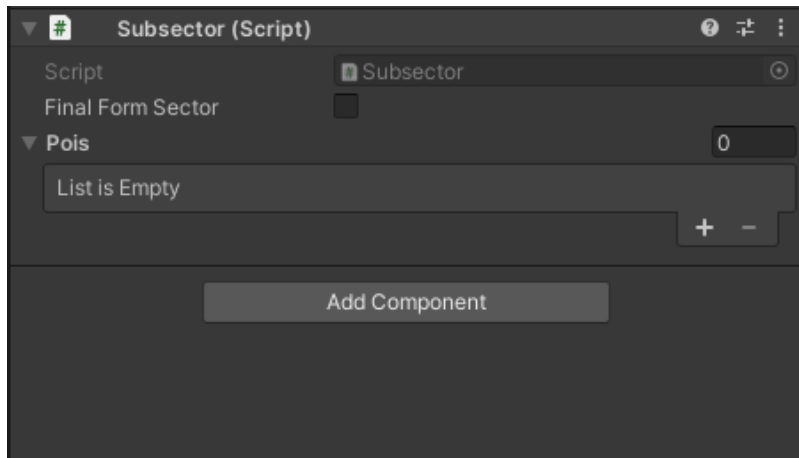 # Subsector (Script)
Script # Subsector
Final Form Sector
Pois 0
List is Empty
+ −
Add Component